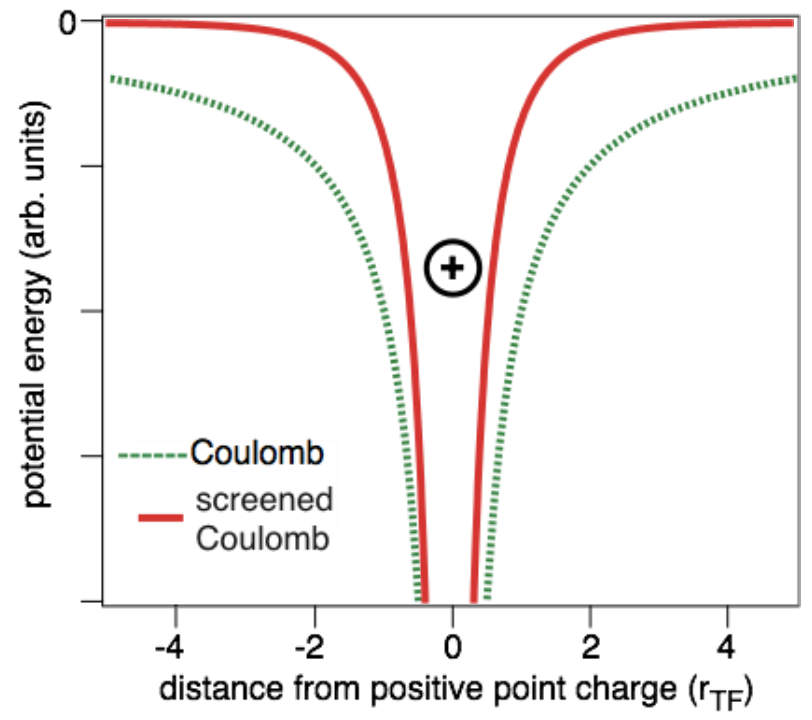 0
potential energy (arb. units)
+
Coulomb
screened
Coulomb
-4 -2 0 2 4
distance from positive point charge (rTF)